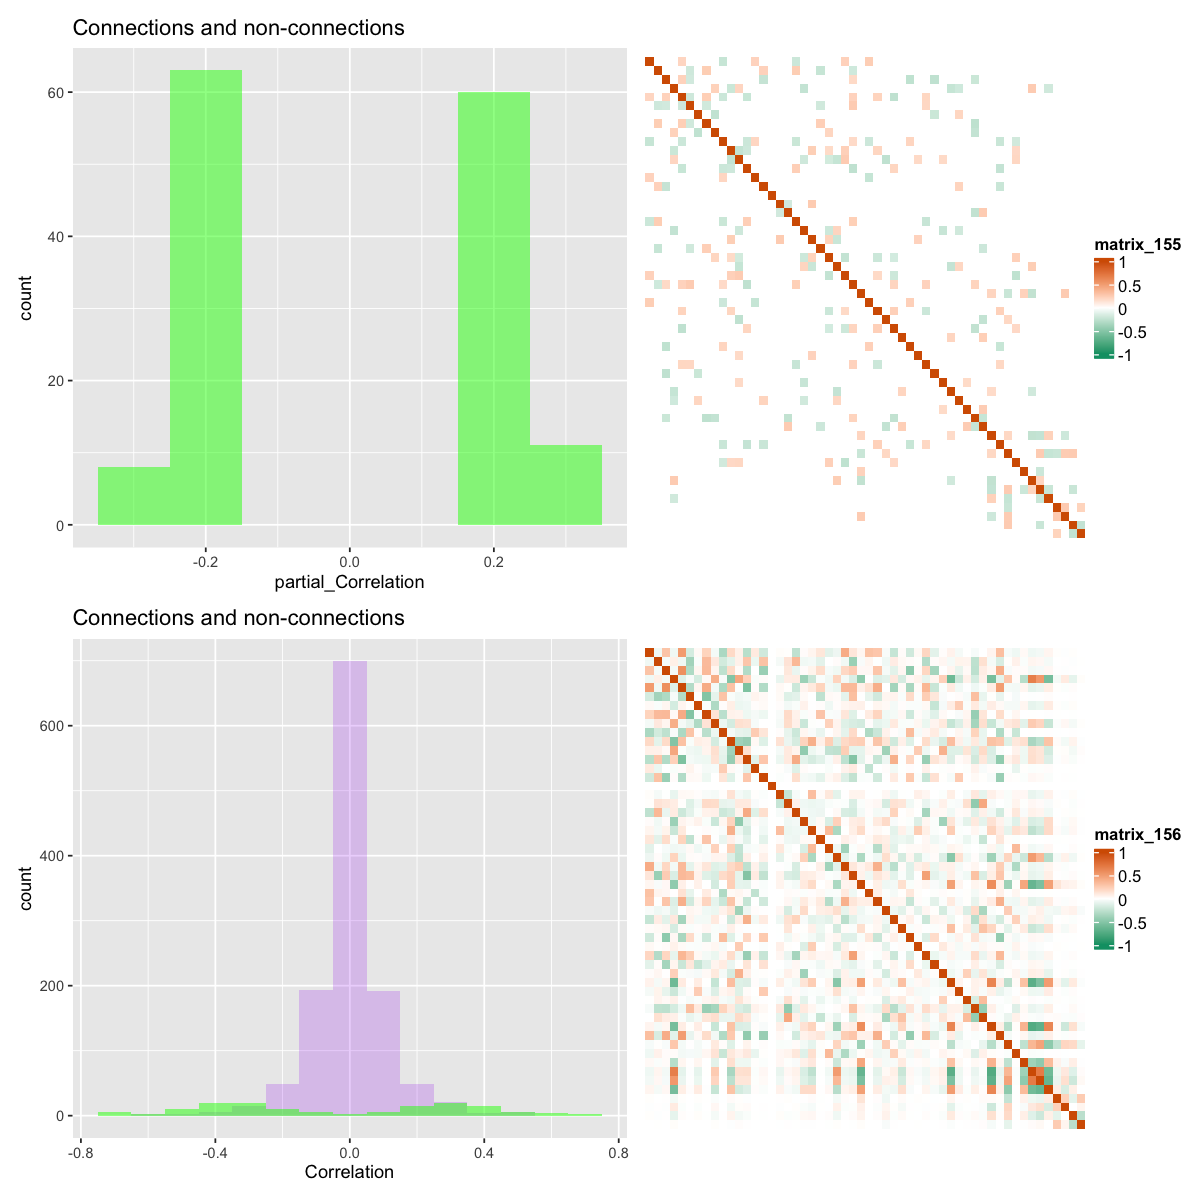 Connections and non-connections
60
40
20
0
count
-0.2 0.0 0.2
partial_Correlation
matrix_155
1
0.5
0
-0.5
-1
Connections and non-connections
600
400
200
0
count
-0.8 -0.4 0.0 0.4 0.8
Correlation
matrix_156
1
0.5
0
-0.5
-1